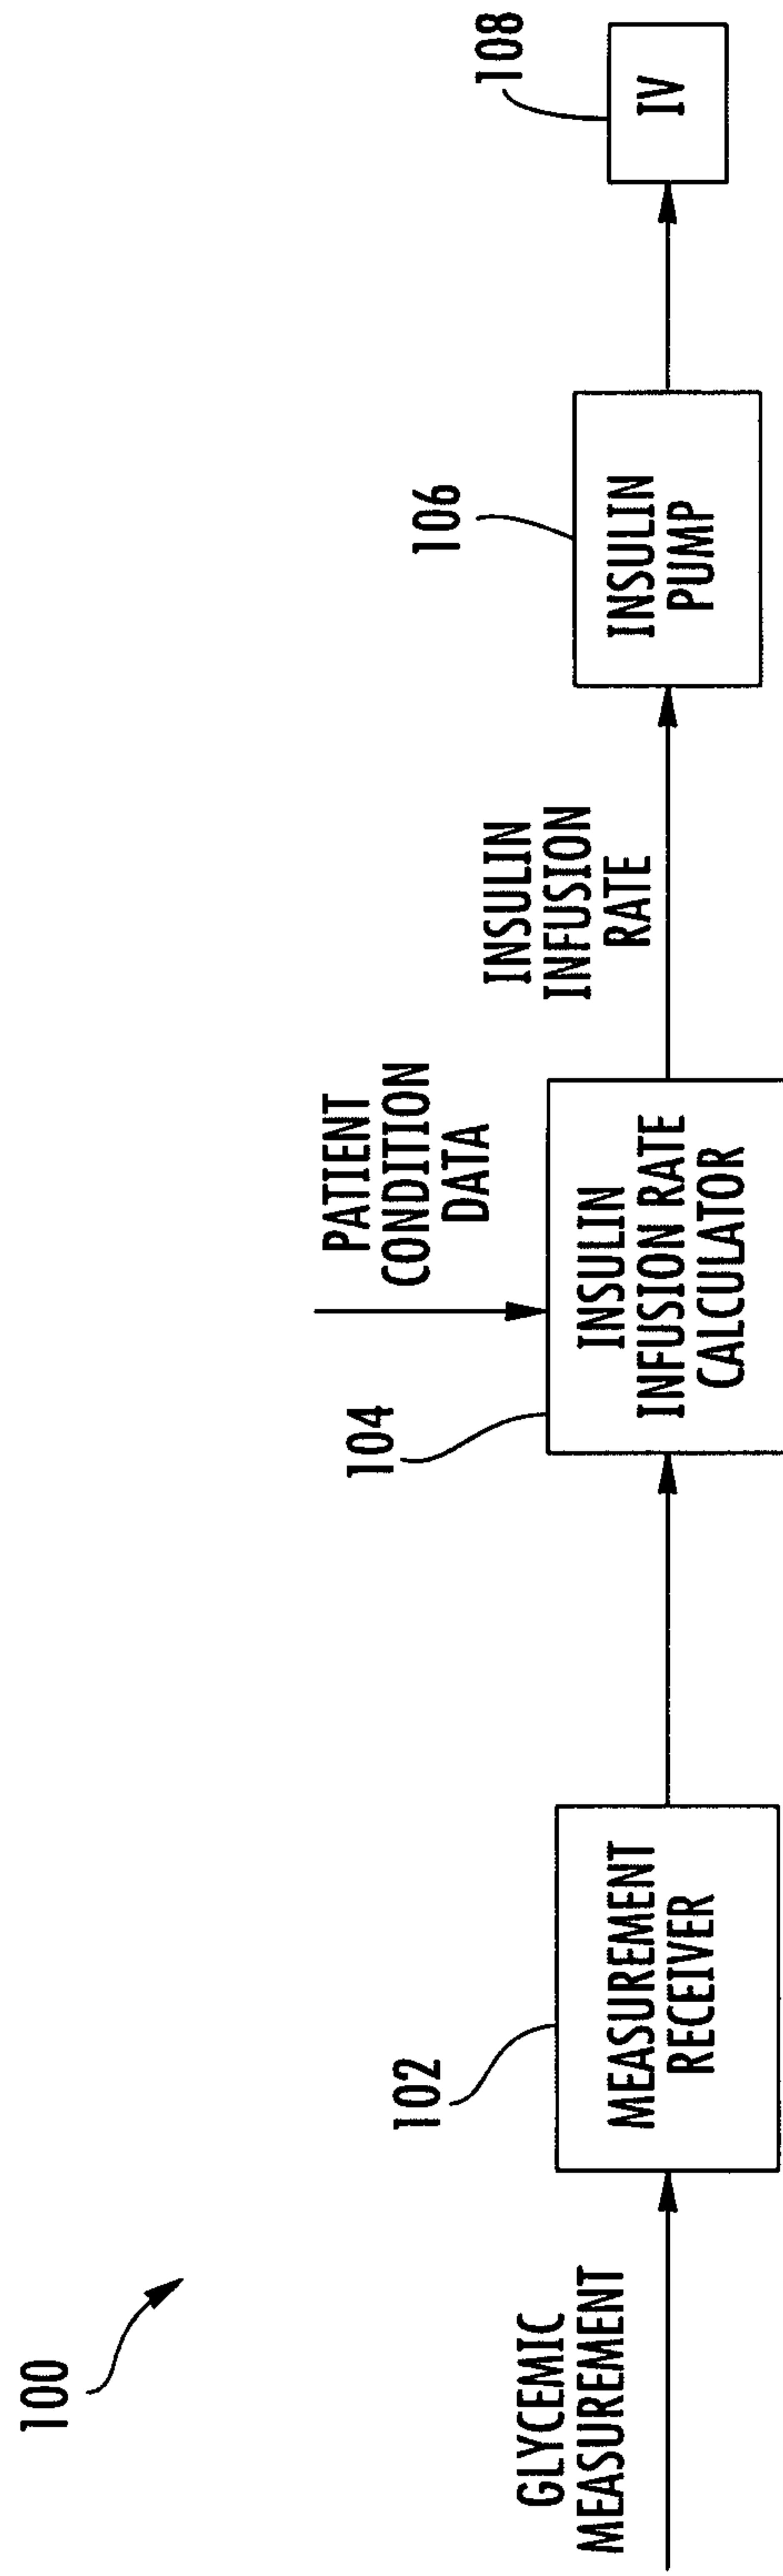 100
GLYCEMIC
MEASUREMENT
102
MEASUREMENT
RECEIVER
104
PATIENT
CONDITION
DATA
INSULIN
INFUSION RATE
CALCULATOR
INSULIN
INFUSION
RATE
106
INSULIN
PUMP
108
IV